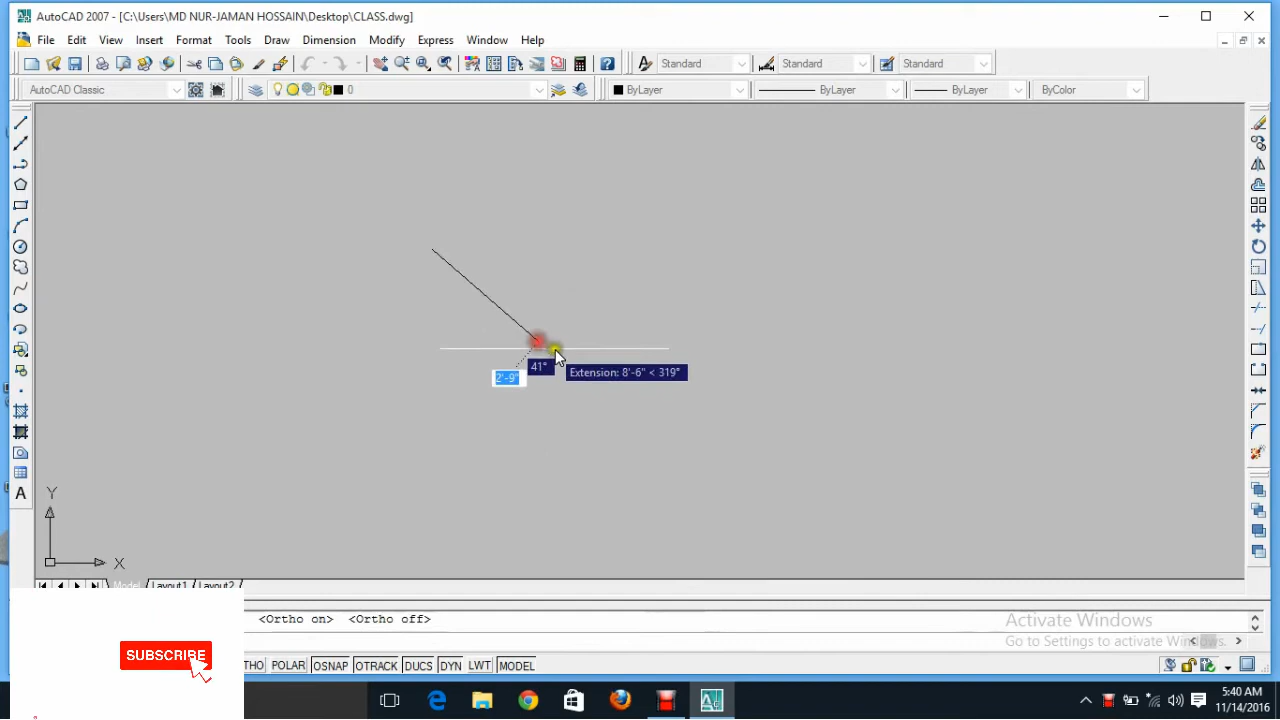 AutoCAD 2007 - [C:\Users\MD NUR-JAMAN HOSSAIN\Desktop\CLASS.dwg]
File Edit View Insert Format Tools Draw Dimension Modify Express Window Help
Standard Standard Standard
AutoCAD Classic 0 ByLayer ByLayer ByLayer ByColor
41°
2'-9"
Extension: 8'-6" < 319°
Y
X
A
Model Layout1 Layout2
<Ortho on> <Ortho off>
Activate Windows
Go to Settings to activate Windows.
SUBSCRIBE
THO POLAR OSNAP OTRACK DUCS DYN LWT MODEL
5:40 AM
11/14/2016